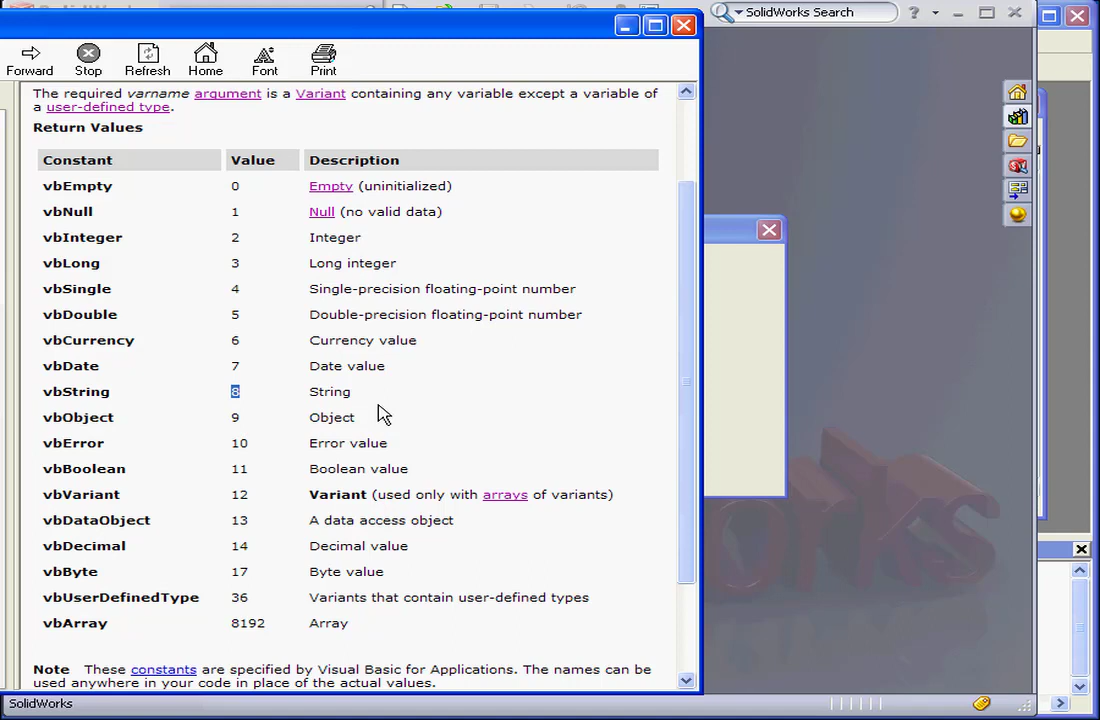 SolidWorks Search
Forward Stop Refresh Home Font Print
The required varname argument is a Variant containing any variable except a variable of
a user-defined type.
Return Values
Constant Value Description
vbEmpty 0 Empty (uninitialized)
vbNull 1 Null (no valid data)
vbInteger 2 Integer
vbLong 3 Long integer
vbSingle 4 Single-precision floating-point number
vbDouble 5 Double-precision floating-point number
vbCurrency 6 Currency value
vbDate 7 Date value
vbString 8 String
vbObject 9 Object
vbError 10 Error value
vbBoolean 11 Boolean value
vbVariant 12 Variant (used only with arrays of variants)
vbDataObject 13 A data access object
vbDecimal 14 Decimal value
vbByte 17 Byte value
vbUserDefinedType 36 Variants that contain user-defined types
vbArray 8192 Array
Note These constants are specified by Visual Basic for Applications. The names can be
used anywhere in your code in place of the actual values.
SolidWorks